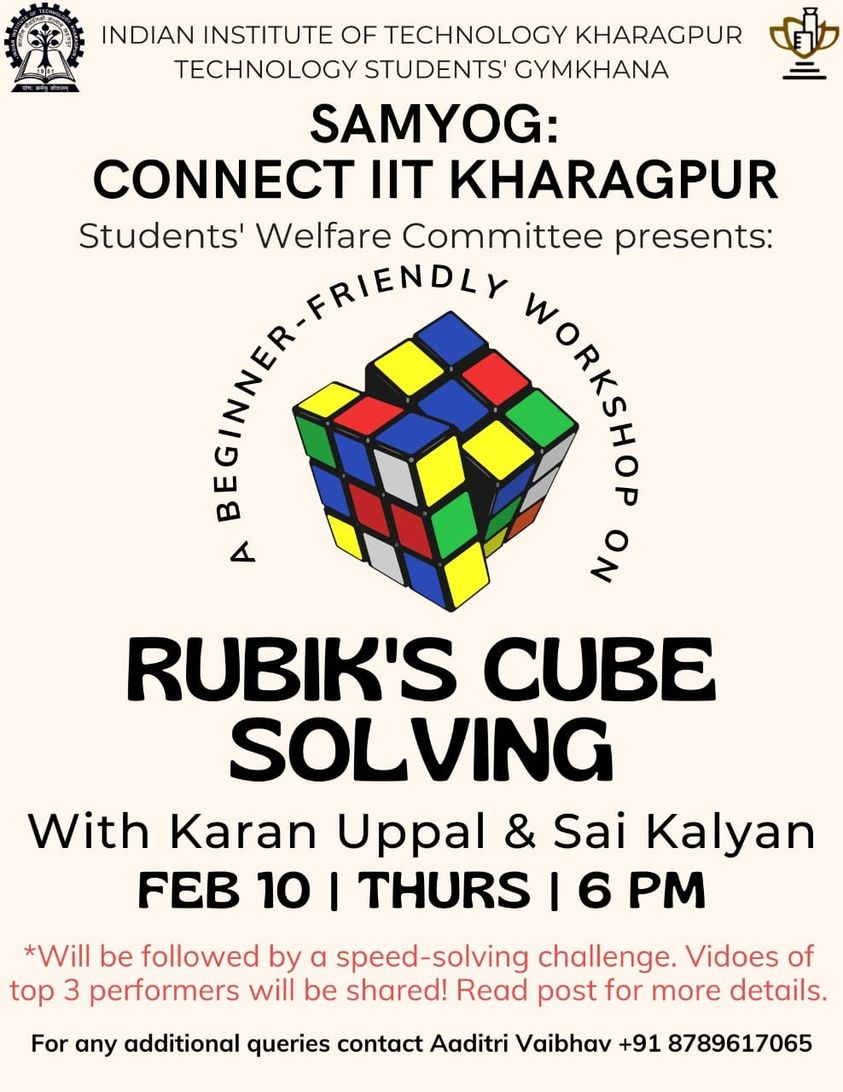 INDIAN INSTITUTE OF TECHNOLOGY KHARAGPUR
TECHNOLOGY STUDENTS' GYMKHANA
SAMYOG:
CONNECT IIT KHARAGPUR
Students' Welfare Committee presents:
A BEGINNER-FRIENDLY WORKSHOP ON
RUBIK'S CUBE
SOLVING
With Karan Uppal & Sai Kalyan
FEB 10 | THURS | 6 PM
*Will be followed by a speed-solving challenge. Vidoes of
top 3 performers will be shared! Read post for more details.
For any additional queries contact Aaditri Vaibhav +91 8789617065